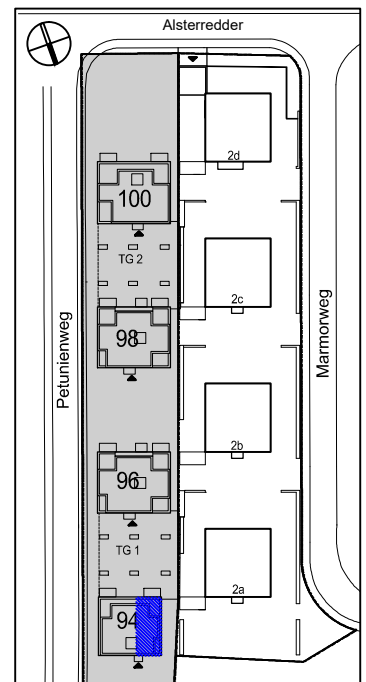 Alsterredder
2d
100
TG 2
2c
98
Petunienweg
Marmorweg
2b
96
TG 1
2a
94